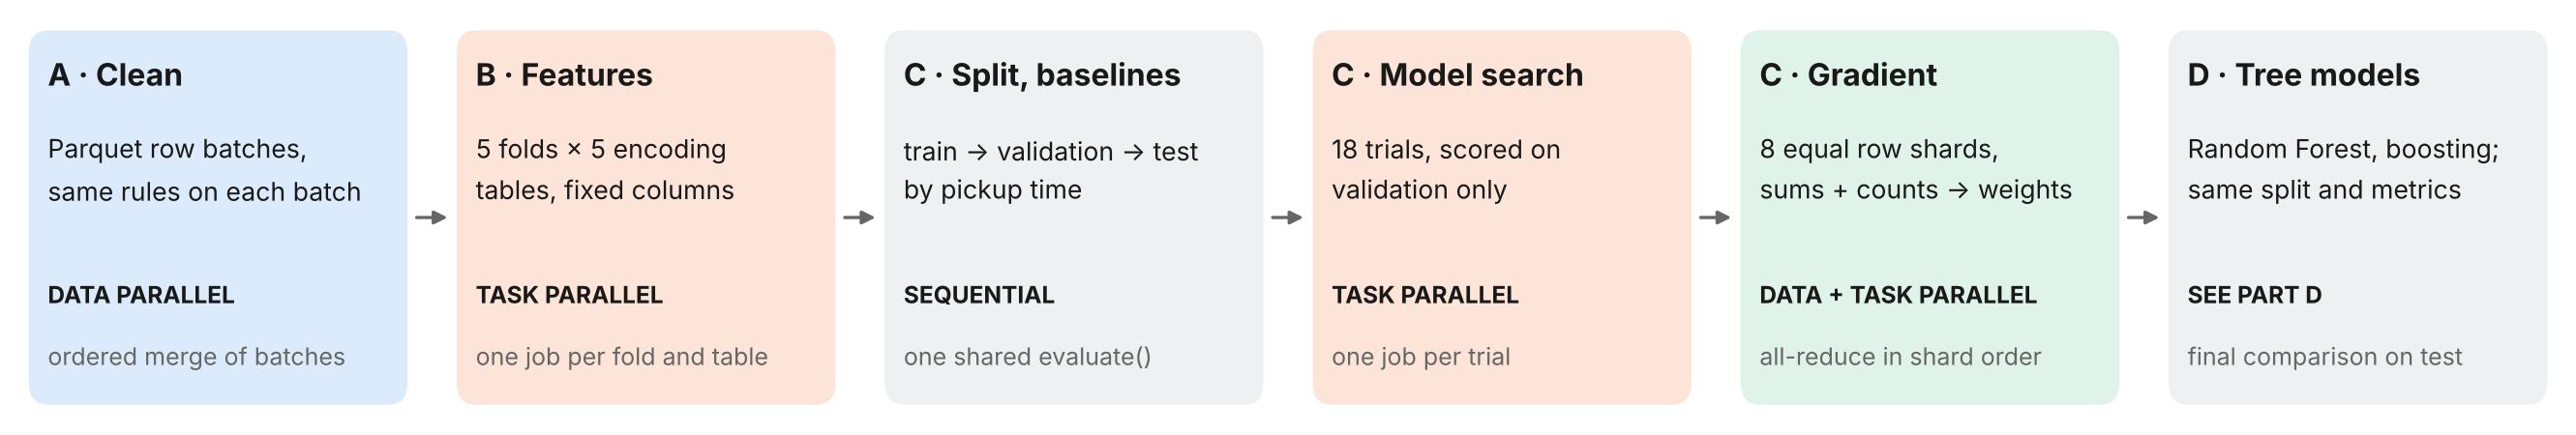 A · Clean
Parquet row batches,
same rules on each batch
DATA PARALLEL
ordered merge of batches
B · Features
5 folds × 5 encoding
tables, fixed columns
TASK PARALLEL
one job per fold and table
C · Split, baselines
train → validation → test
by pickup time
SEQUENTIAL
one shared evaluate()
C · Model search
18 trials, scored on
validation only
TASK PARALLEL
one job per trial
C · Gradient
8 equal row shards,
sums + counts → weights
DATA + TASK PARALLEL
all-reduce in shard order
D · Tree models
Random Forest, boosting;
same split and metrics
SEE PART D
final comparison on test